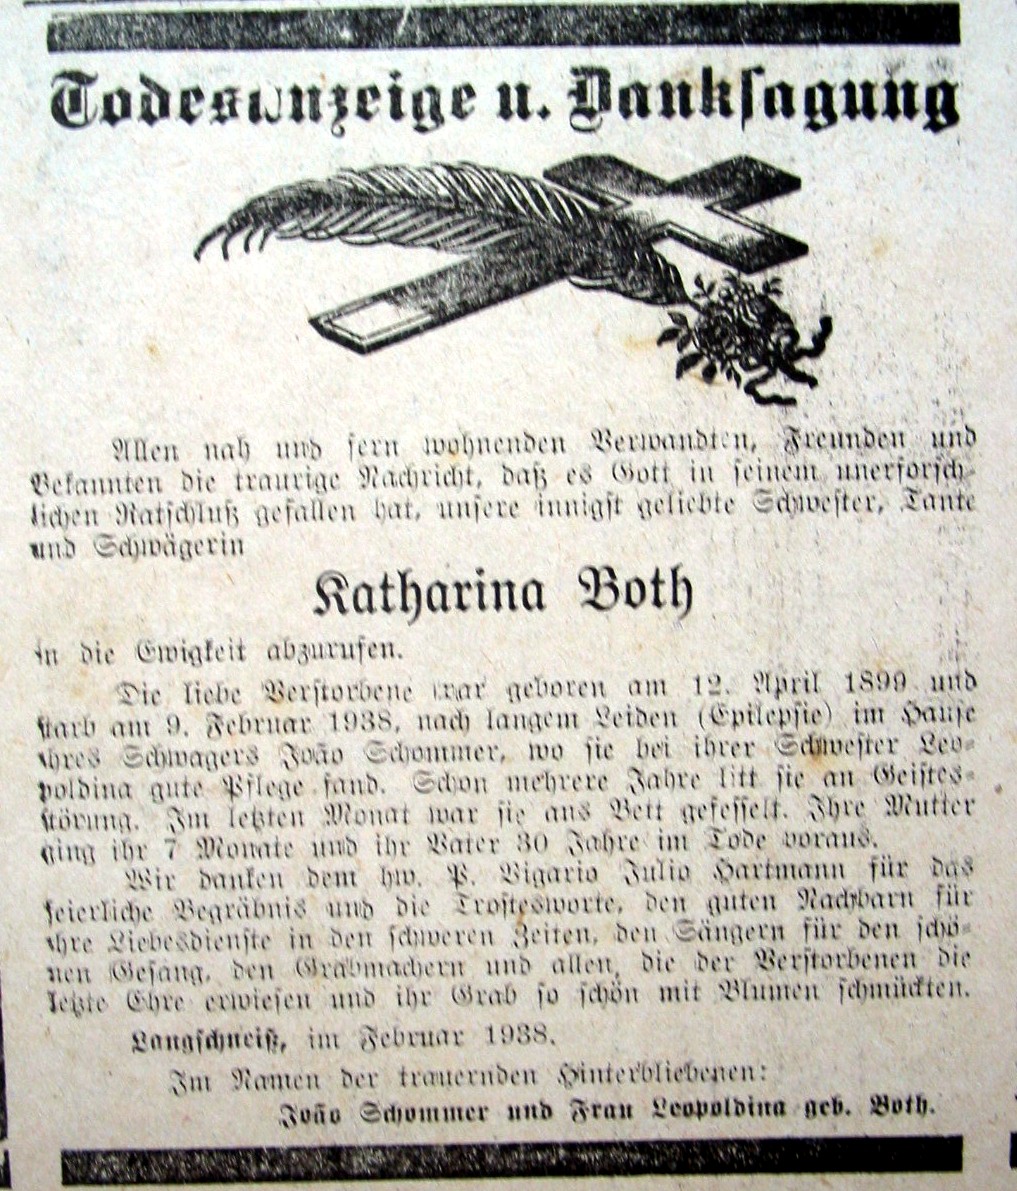 Todesanzeige u. Danksagung
Allen nah und fern wohnenden Verwandten, Freunden und
Bekannten die traurige Nachricht, daß es Gott in seinem unerforsch-
lichen Ratschluß gefallen hat, unsere innigst geliebte Schwester, Tante
und Schwägerin
Katharina Both
in die Ewigkeit abzurufen.
Die liebe Verstorbene war geboren am 12. April 1899 und
starb am 9. Februar 1938, nach langem Leiden (Epilepsie) im Hause
ihres Schwagers João Schommer, wo sie bei ihrer Schwester Leo-
poldina gute Pflege fand. Schon mehrere Jahre litt sie an Geistes-
störung. Im letzten Monat war sie ans Bett gefesselt. Ihre Mutter
ging ihr 7 Monate und ihr Vater 30 Jahre im Tode voraus.
Wir danken dem hw. P. Vigario Julio Hartmann für das
feierliche Begräbnis und die Trostesworte, den guten Nachbarn für
ihre Liebesdienste in den schweren Zeiten, den Sängern für den schö-
nen Gesang, den Grabmachern und allen, die der Verstorbenen die
letzte Ehre erwiesen und ihr Grab so schön mit Blumen schmückten.
Langschneiß, im Februar 1938.
Im Namen der trauernden Hinterbliebenen:
João Schommer und Frau Leopoldina geb. Both.